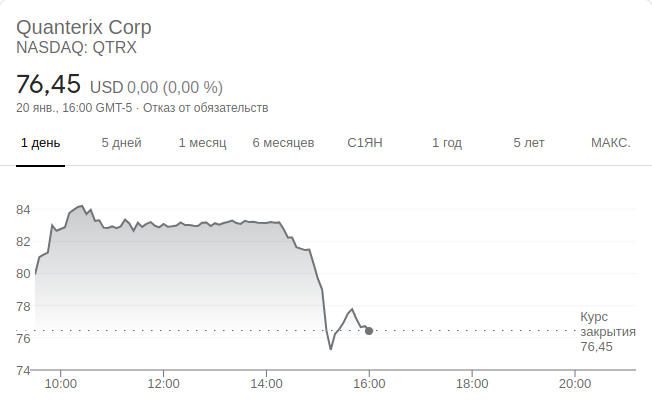 Quanterix Corp
NASDAQ: QTRX
76,45 USD 0,00 (0,00 %)
20 янв., 16:00 GMT-5 · Отказ от обязательств
1 день 5 дней 1 месяц 6 месяцев С1ЯН 1 год 5 лет МАКС.
84
82
80
78
76
74
Курс
закрытия
76,45
10:00 12:00 14:00 16:00 18:00 20:00